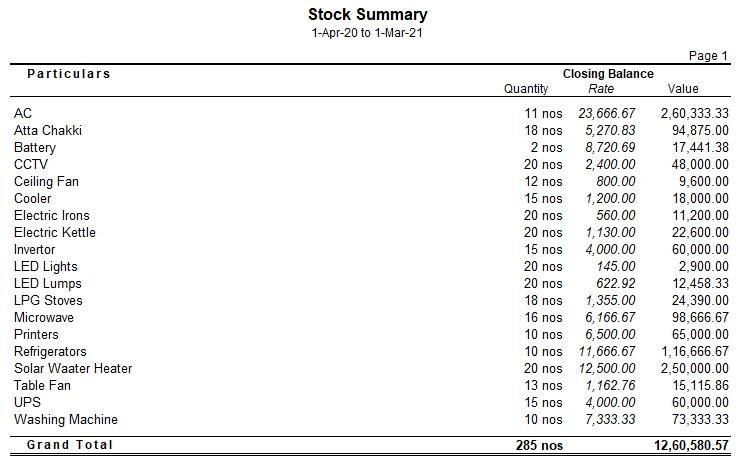 Stock Summary
1-Apr-20 to 1-Mar-21
Page 1
Particulars Closing Balance
Quantity Rate Value
AC 11 nos 23,666.67 2,60,333.33
Atta Chakki 18 nos 5,270.83 94,875.00
Battery 2 nos 8,720.69 17,441.38
CCTV 20 nos 2,400.00 48,000.00
Ceiling Fan 12 nos 800.00 9,600.00
Cooler 15 nos 1,200.00 18,000.00
Electric Irons 20 nos 560.00 11,200.00
Electric Kettle 20 nos 1,130.00 22,600.00
Invertor 15 nos 4,000.00 60,000.00
LED Lights 20 nos 145.00 2,900.00
LED Lumps 20 nos 622.92 12,458.33
LPG Stoves 18 nos 1,355.00 24,390.00
Microwave 16 nos 6,166.67 98,666.67
Printers 10 nos 6,500.00 65,000.00
Refrigerators 10 nos 11,666.67 1,16,666.67
Solar Waater Heater 20 nos 12,500.00 2,50,000.00
Table Fan 13 nos 1,162.76 15,115.86
UPS 15 nos 4,000.00 60,000.00
Washing Machine 10 nos 7,333.33 73,333.33
Grand Total 285 nos 12,60,580.57